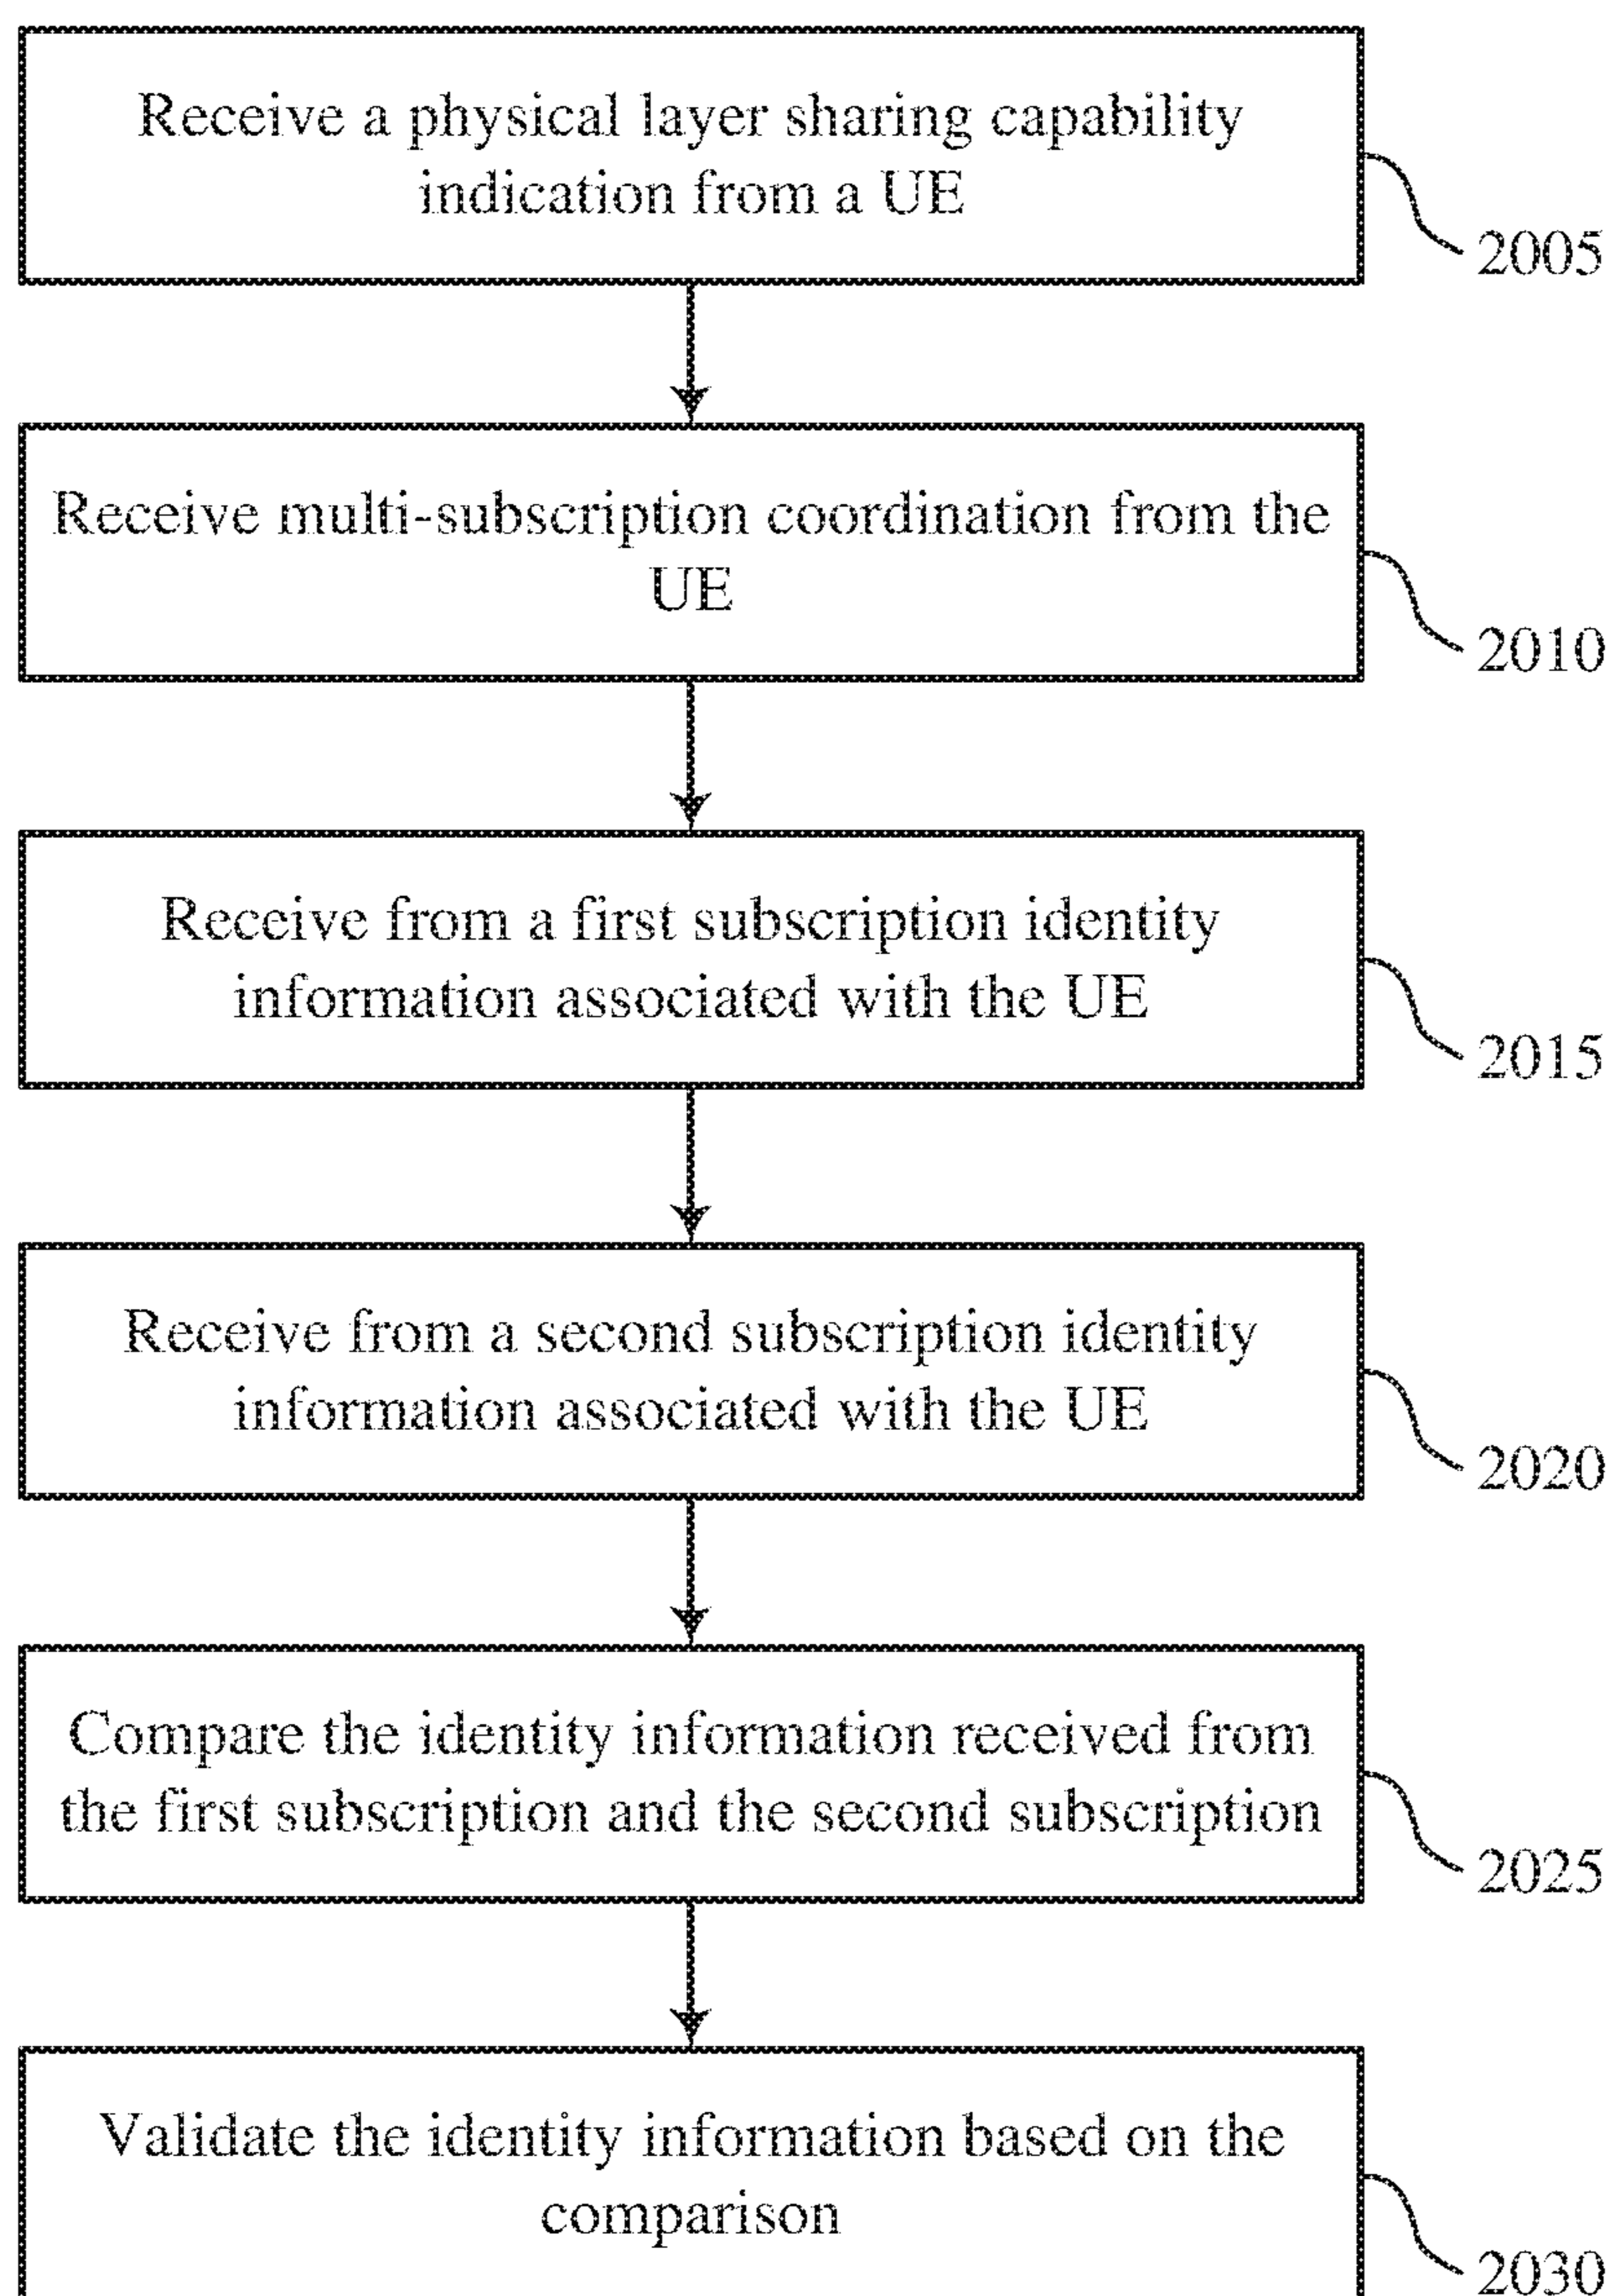 Receive a physical layer sharing capability
indication from a UE
2005
Receive multi-subscription coordination from the
UE
2010
Receive from a first subscription identity
information associated with the UE
2015
Receive from a second subscription identity
information associated with the UE
2020
Compare the identity information received from
the first subscription and the second subscription
2025
Validate the identity information based on the
comparison
2030